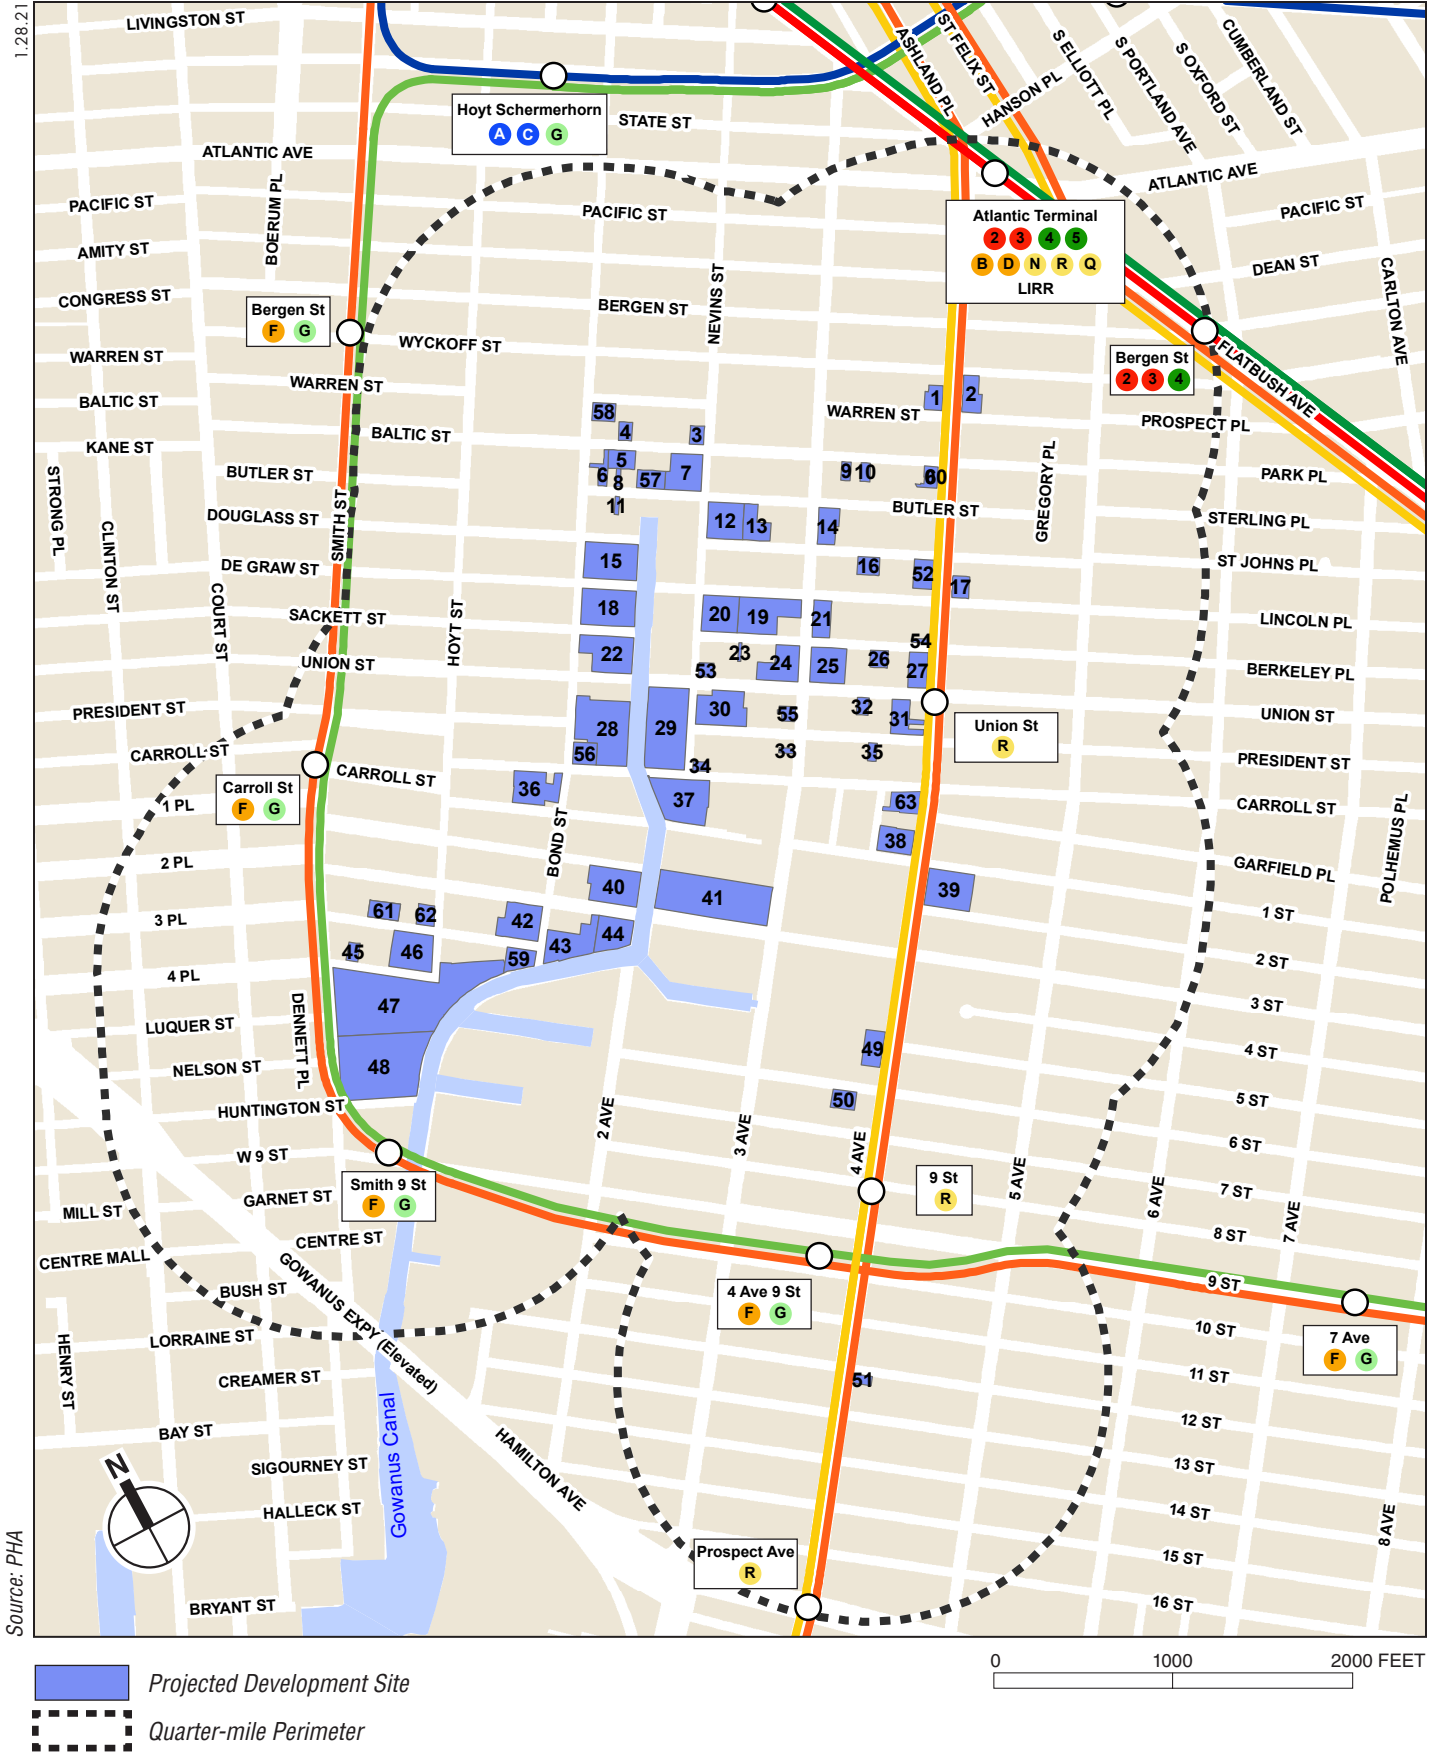 1.28.21
LIVINGSTON ST
ASHLAND PL
ST FELIX ST
S ELLIOTT PL
S PORTLAND AVE
S OXFORD ST
CUMBERLAND ST
HANSON PL
Hoyt Schermerhorn
A C G
STATE ST
ATLANTIC AVE
ATLANTIC AVE
BOERUM PL
PACIFIC ST
PACIFIC ST
PACIFIC ST
Atlantic Terminal
2 3 4 5
B D N R Q
LIRR
AMITY ST
DEAN ST
CARLTON AVE
CONGRESS ST
Bergen St
F G
BERGEN ST
NEVINS ST
WYCKOFF ST
Bergen St
2 3 4
FLATBUSH AVE
WARREN ST
WARREN ST
WARREN ST
BALTIC ST
BALTIC ST
PROSPECT PL
KANE ST
BUTLER ST
BUTLER ST
PARK PL
GREGORY PL
STRONG PL
CLINTON ST
COURT ST
SMITH ST
HOYT ST
DOUGLASS ST
STERLING PL
DE GRAW ST
ST JOHNS PL
SACKETT ST
LINCOLN PL
UNION ST
BERKELEY PL
PRESIDENT ST
UNION ST
Union St
R
CARROLL ST
CARROLL ST
PRESIDENT ST
Carroll St
F G
1 PL
CARROLL ST
POLHEMUS PL
BOND ST
2 PL
GARFIELD PL
3 PL
1 ST
4 PL
2 ST
LUQUER ST
DENNETT PL
3 ST
NELSON ST
4 ST
HUNTINGTON ST
5 ST
W 9 ST
2 AVE
3 AVE
4 AVE
5 AVE
6 AVE
7 AVE
8 AVE
6 ST
Smith 9 St
F G
9 St
R
GARNET ST
7 ST
MILL ST
8 ST
CENTRE ST
CENTRE MALL
9 ST
GOWANUS EXPY (Elevated)
BUSH ST
4 Ave 9 St
F G
7 Ave
F G
LORRAINE ST
10 ST
HENRY ST
CREAMER ST
11 ST
Gowanus Canal
12 ST
BAY ST
HAMILTON AVE
SIGOURNEY ST
13 ST
HALLECK ST
14 ST
N
Prospect Ave
R
15 ST
BRYANT ST
16 ST
1
2
58
4
3
5
6
8
57
7
9
10
60
11
12
13
14
15
16
52
17
18
20
19
21
54
22
23
53
24
25
26
27
28
29
30
55
32
31
56
34
33
35
36
37
63
38
40
41
39
61
62
42
43
44
45
46
59
47
48
49
50
51
Source: PHA
0 1000 2000 FEET
Projected Development Site
Quarter-mile Perimeter